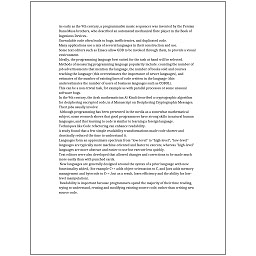 As early as the 9th century, a programmable music sequencer was invented by the Persian
Banu Musa brothers, who described an automated mechanical flute player in the Book of
Ingenious Devices.
Unreadable code often leads to bugs, inefficiencies, and duplicated code.
Many applications use a mix of several languages in their construction and use.
Some text editors such as Emacs allow GDB to be invoked through them, to provide a visual
environment.
Ideally, the programming language best suited for the task at hand will be selected.
Methods of measuring programming language popularity include: counting the number of
job advertisements that mention the language, the number of books sold and courses
teaching the language (this overestimates the importance of newer languages), and
estimates of the number of existing lines of code written in the language (this
underestimates the number of users of business languages such as COBOL).
This can be a non-trivial task, for example as with parallel processes or some unusual
software bugs.
In the 9th century, the Arab mathematician Al-Kindi described a cryptographic algorithm
for deciphering encrypted code, in A Manuscript on Deciphering Cryptographic Messages.
However, one usually involve
Although programming has been presented in the media as a somewhat mathematical
subject, some research shows that good programmers have strong skills in natural human
languages, and that learning to code is similar to learning a foreign language.
Techniques like Code refactoring can enhance readability.
A study found that a few simple readability transformations made code shorter and
drastically reduced the time to understand it.
Languages form an approximate spectrum from "low-level" to "high-level"; "low-level"
languages are typically more machine-oriented and faster to execute, whereas "high-level"
languages are more abstract and easier to use but execute less quickly.
Text editors were also developed that allowed changes and corrections to be made much
more easily than with punched cards.
New languages are generally designed around the syntax of a prior language with new
functionality added, (for example C++ adds object-orientation to C, and Java adds memory
management and bytecode to C++, but as a result, loses efficiency and the ability for low-
level manipulation).
Readability is important because programmers spend the majority of their time reading,
trying to understand, reusing and modifying existing source code, rather than writing new
source code.